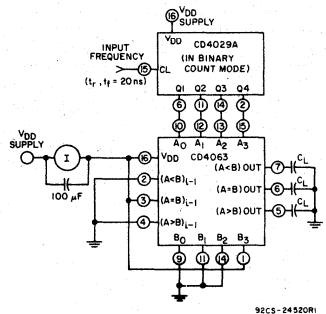 16 VDD SUPPLY
VDD
CD4029A
(IN BINARY COUNT MODE)
INPUT FREQUENCY
(tr, tf = 20ns)
15 CL
Q1 Q2 Q3 Q4
6 11 14 2
10 12 13 15
A0 A1 A2 A3
VDD SUPPLY
I
100 µF
16 VDD
CD4063
2 (A<B)i-1
3 (A=B)i-1
4 (A>B)i-1
(A<B) OUT 7 CL
(A=B) OUT 6 CL
(A>B) OUT 5 CL
B0 B1 B2 B3
9 11 14 1
92CS-24520R1